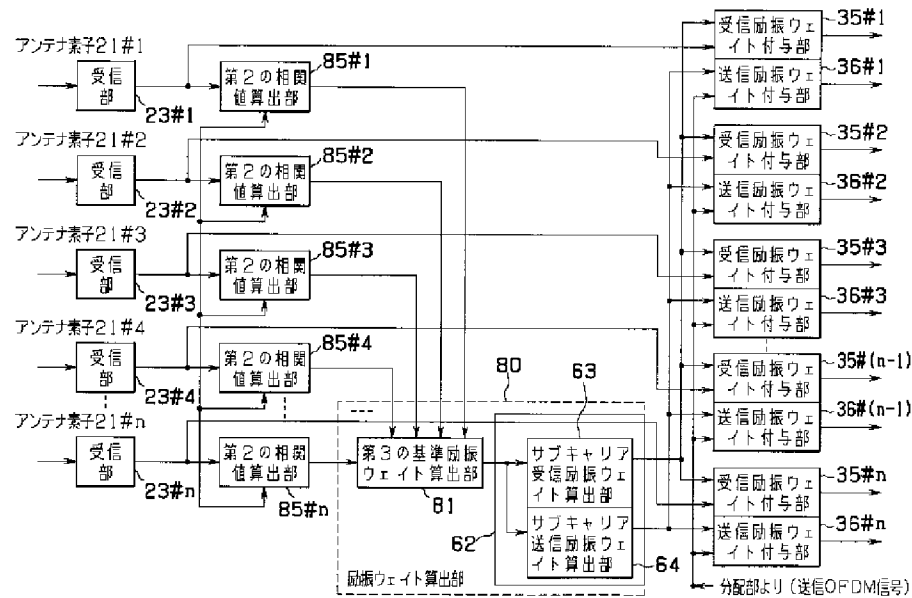 アンテナ素子21#1
受信
部
23#1
第2の相関
値算出部
85#1
アンテナ素子21#2
受信
部
23#2
第2の相関
値算出部
85#2
アンテナ素子21#3
受信
部
23#3
第2の相関
値算出部
85#3
アンテナ素子21#4
受信
部
23#4
第2の相関
値算出部
85#4
アンテナ素子21#n
受信
部
23#n
第2の相関
値算出部
85#n
80
第3の基準励振
ウェイト算出部
81
63
サブキャリア
受信励振ウェ
イト算出部
サブキャリア
送信励振ウェ
イト算出部
62
64
励振ウェイト算出部
受信励振ウェ
イト付与部
35#1
送信励振ウェ
イト付与部
36#1
受信励振ウェ
イト付与部
35#2
送信励振ウェ
イト付与部
36#2
受信励振ウェ
イト付与部
35#3
送信励振ウェ
イト付与部
36#3
受信励振ウェ
イト付与部
35#(n-1)
送信励振ウェ
イト付与部
36#(n-1)
受信励振ウェ
イト付与部
35#n
送信励振ウェ
イト付与部
36#n
分配部より(送信OFDM信号)